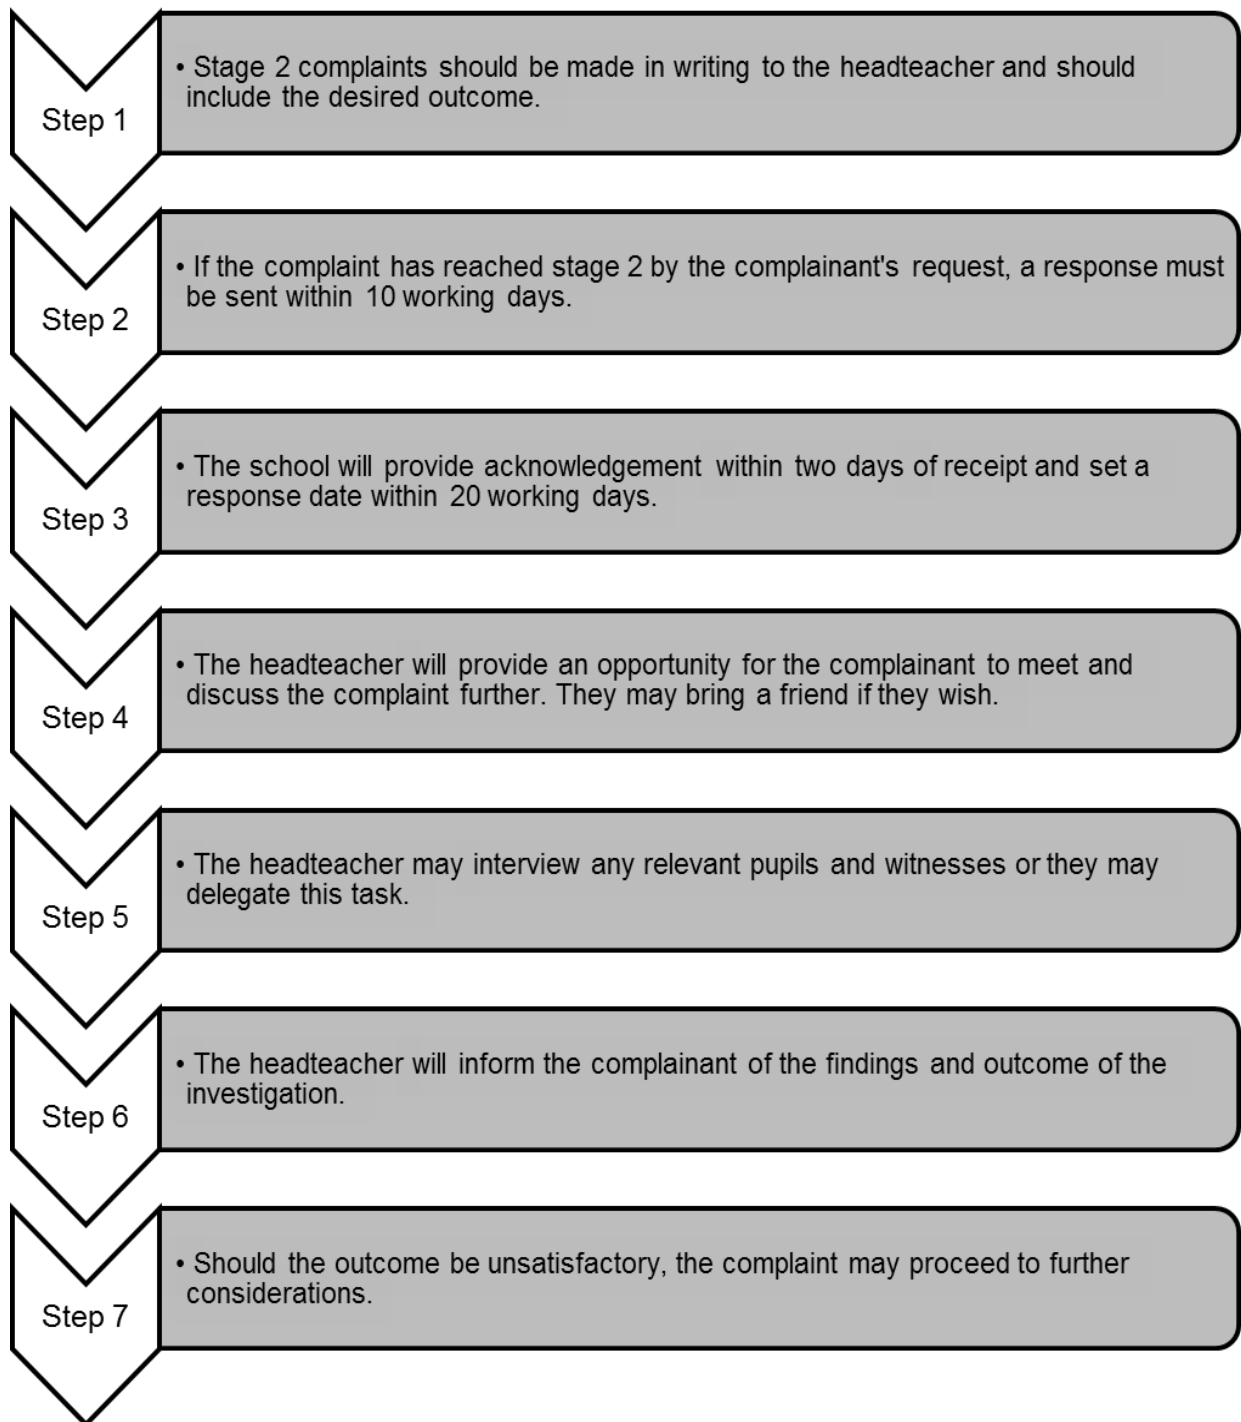 Step 1
• Stage 2 complaints should be made in writing to the headteacher and should
include the desired outcome.
Step 2
• If the complaint has reached stage 2 by the complainant's request, a response must
be sent within 10 working days.
Step 3
• The school will provide acknowledgement within two days of receipt and set a
response date within 20 working days.
Step 4
• The headteacher will provide an opportunity for the complainant to meet and
discuss the complaint further. They may bring a friend if they wish.
Step 5
• The headteacher may interview any relevant pupils and witnesses or they may
delegate this task.
Step 6
• The headteacher will inform the complainant of the findings and outcome of the
investigation.
Step 7
• Should the outcome be unsatisfactory, the complaint may proceed to further
considerations.